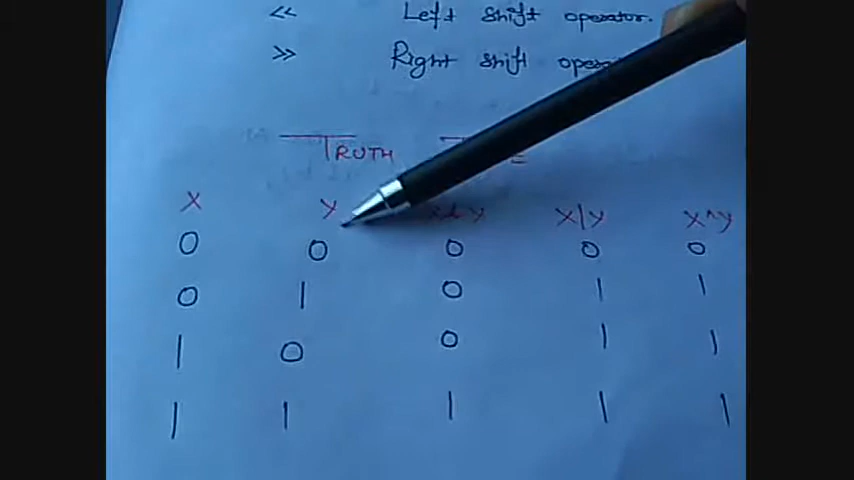 << Left shift operator.
>> Right shift
TRUTH
X Y X&Y X|Y X^Y
0 0 0 0 0
0 1 0 1 1
1 0 0 1 1
1 1 1 1 1